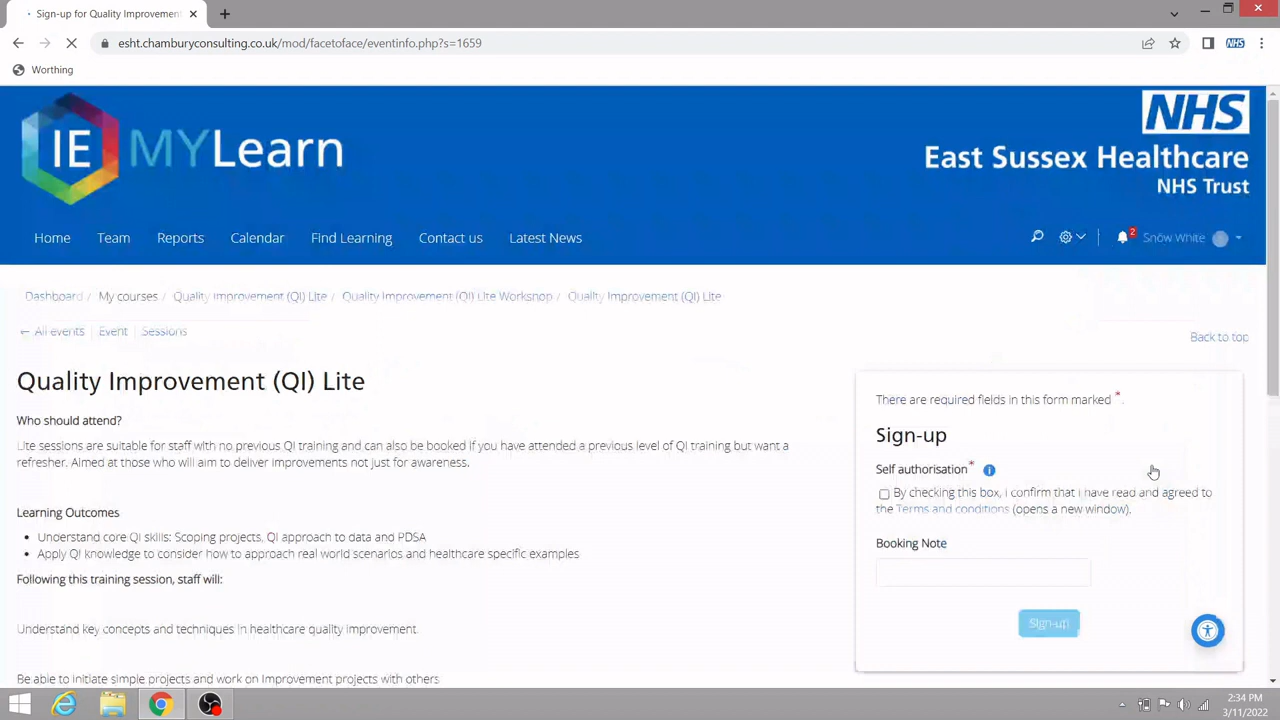 Sign-up for Quality Improvement
esht.chamburyconsulting.co.uk/mod/facetoface/eventinfo.php?s=1659
NHS
Worthing
IE MYLearn
NHS
East Sussex Healthcare
NHS Trust
Home Team Reports Calendar Find Learning Contact us Latest News
2 Snow White
Dashboard / My courses / Quality Improvement (QI) Lite / Quality Improvement (QI) Lite Workshop / Quality Improvement (QI) Lite
← All events Event Sessions
Back to top
Quality Improvement (QI) Lite
Who should attend?
Lite sessions are suitable for staff with no previous QI training and can also be booked if you have attended a previous level of QI training but want a
refresher. Aimed at those who will aim to deliver improvements not just for awareness.
Learning Outcomes
• Understand core QI skills: Scoping projects, QI approach to data and PDSA
• Apply QI knowledge to consider how to approach real world scenarios and healthcare specific examples
Following this training session, staff will:
Understand key concepts and techniques in healthcare quality improvement.
Be able to initiate simple projects and work on Improvement projects with others
There are required fields in this form marked *.
Sign-up
Self authorisation*
By checking this box, I confirm that I have read and agreed to
the Terms and conditions (opens a new window).
Booking Note
Sign-up
2:34 PM
3/11/2022